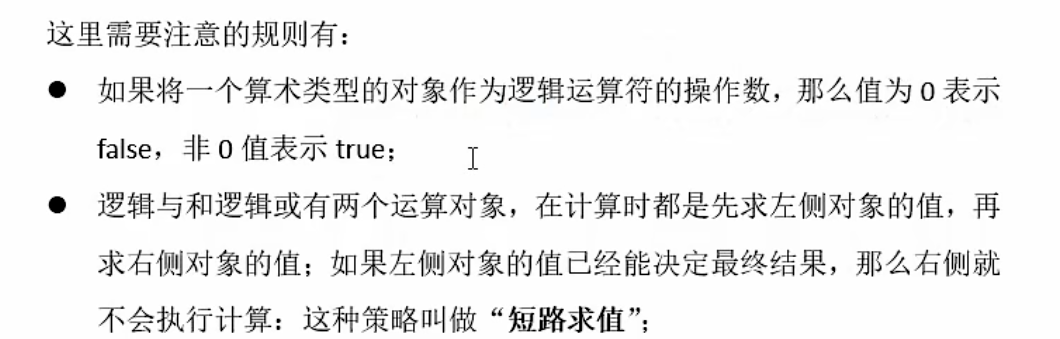 这里需要注意的规则有：
● 如果将一个算术类型的对象作为逻辑运算符的操作数，那么值为 0 表示
false，非 0 值表示 true；
● 逻辑与和逻辑或有两个运算对象，在计算时都是先求左侧对象的值，再
求右侧对象的值；如果左侧对象的值已经能决定最终结果，那么右侧就
不会执行计算：这种策略叫做“短路求值”；